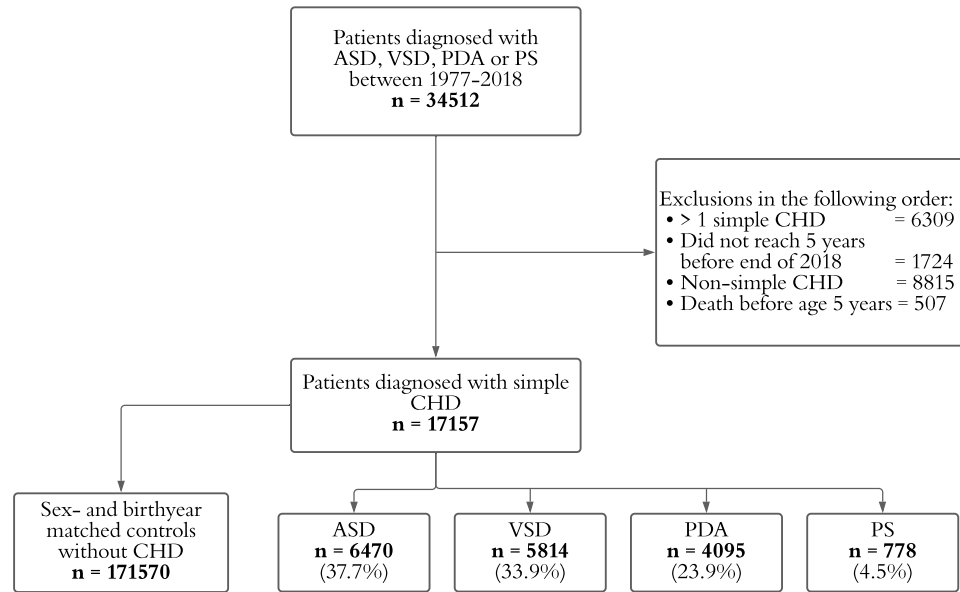 Patients diagnosed with
ASD, VSD, PDA or PS
between 1977-2018
n = 34512
Exclusions in the following order:
• > 1 simple CHD = 6309
• Did not reach 5 years
before end of 2018 = 1724
• Non-simple CHD = 8815
• Death before age 5 years = 507
Patients diagnosed with simple
CHD
n = 17157
Sex- and birthyear
matched controls
without CHD
n = 171570
ASD
n = 6470
(37.7%)
VSD
n = 5814
(33.9%)
PDA
n = 4095
(23.9%)
PS
n = 778
(4.5%)